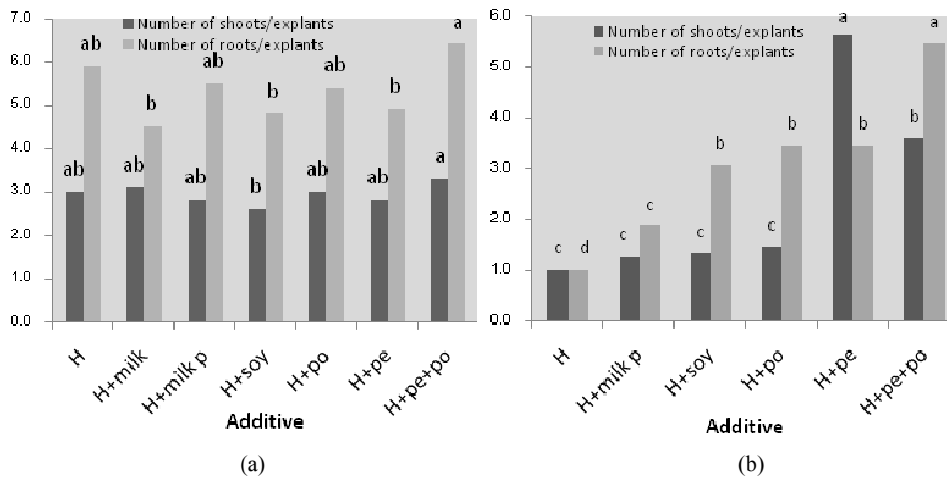 7.0
6.0
5.0
4.0
3.0
2.0
1.0
0.0
Number of shoots/explants
Number of roots/explants
ab
ab
ab
b
ab
ab
ab
b
b
ab
ab
ab
b
a
a
H
H+milk
H+milk p
H+soy
H+po
H+pe
H+pe+po
Additive
(a)
6.0
5.0
4.0
3.0
2.0
1.0
0.0
Number of shoots/explants
Number of roots/explants
c
d
c
c
c
b
c
b
a
b
b
a
H
H+milk p
H+soy
H+po
H+pe
H+pe+po
Additive
(b)